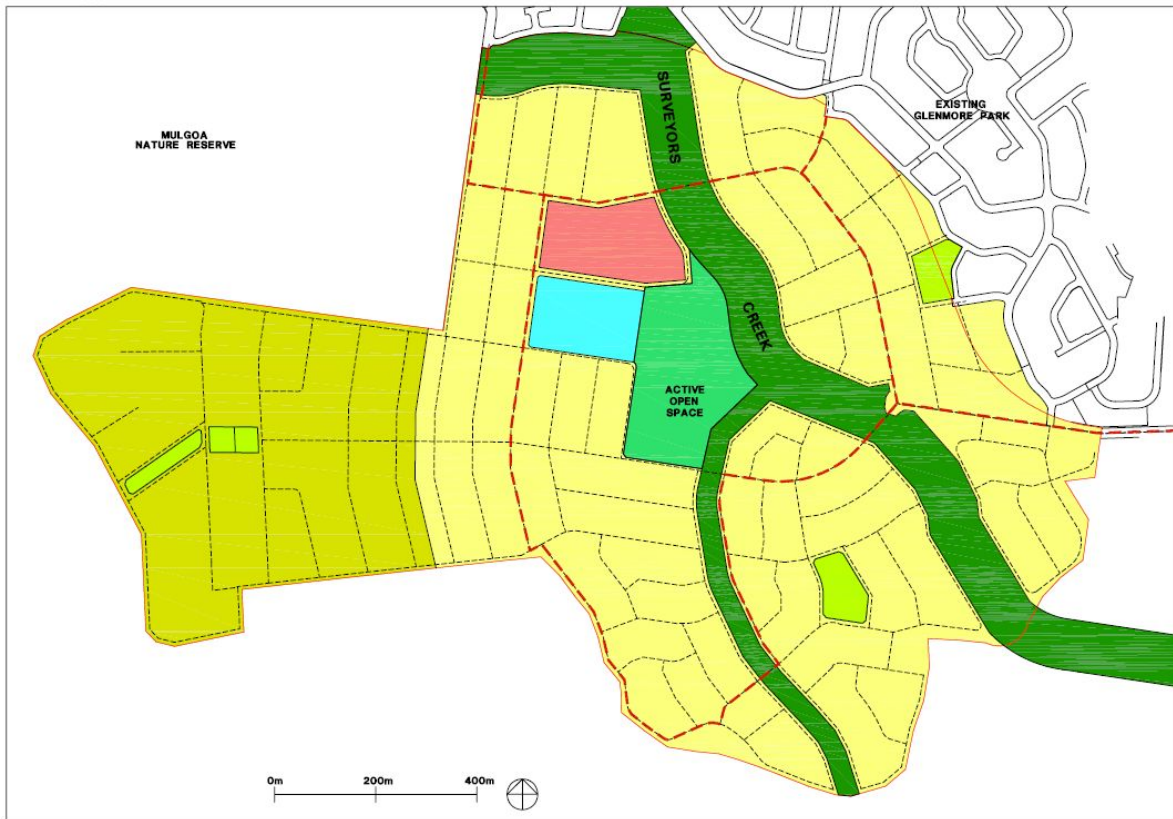 SURVEYORS
EXISTING
GLENMORE PARK
MULGOA
NATURE RESERVE
CREEK
ACTIVE
OPEN
SPACE
0m 200m 400m